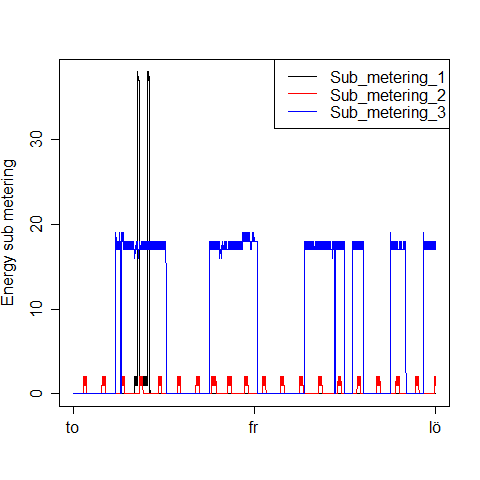 Sub_metering_1
Sub_metering_2
Sub_metering_3
Energy sub metering
30
20
10
0
to fr lö